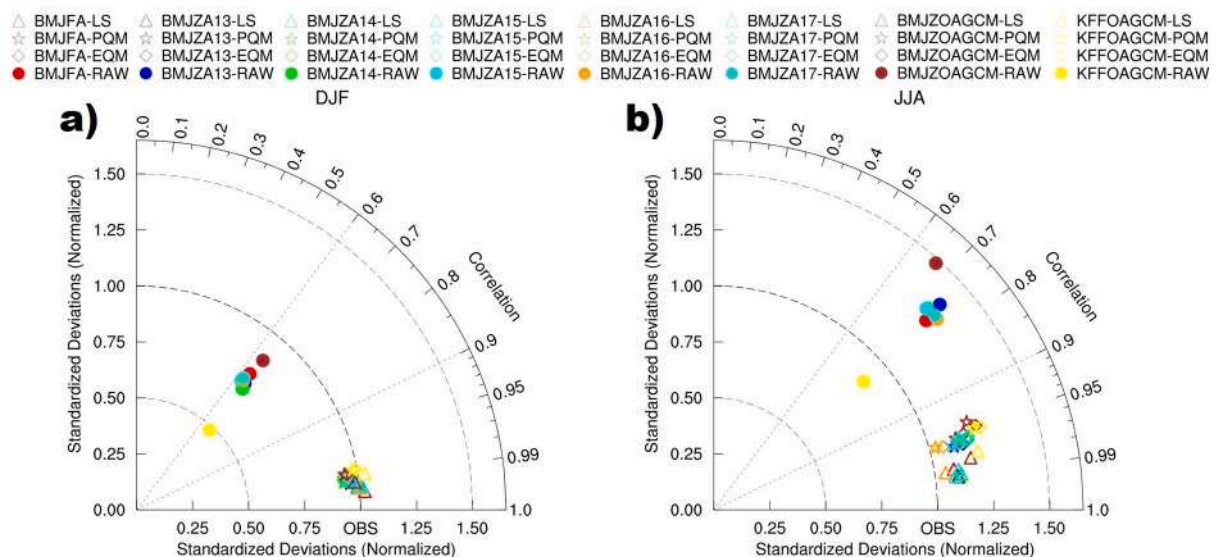 BMJFA-LS BMJZA13-LS BMJZA14-LS BMJZA15-LS BMJZA16-LS BMJZA17-LS BMJZOAGCM-LS KFFOAGCM-LS
BMJFA-PQM BMJZA13-PQM BMJZA14-PQM BMJZA15-PQM BMJZA16-PQM BMJZA17-PQM BMJZOAGCM-PQM KFFOAGCM-PQM
BMJFA-EQM BMJZA13-EQM BMJZA14-EQM BMJZA15-EQM BMJZA16-EQM BMJZA17-EQM BMJZOAGCM-EQM KFFOAGCM-EQM
BMJFA-RAW BMJZA13-RAW BMJZA14-RAW BMJZA15-RAW BMJZA16-RAW BMJZA17-RAW BMJZOAGCM-RAW KFFOAGCM-RAW
DJF
a)
Standardized Deviations (Normalized)
1.50
1.25
1.00
0.75
0.50
0.25
0.00
0.0 0.1 0.2 0.3 0.4 0.5 0.6 0.7 0.8 0.9 0.95 0.99 1.0
Correlation
0.25 0.50 0.75 OBS 1.25 1.50
Standardized Deviations (Normalized)
JJA
b)
Standardized Deviations (Normalized)
1.50
1.25
1.00
0.75
0.50
0.25
0.00
0.0 0.1 0.2 0.3 0.4 0.5 0.6 0.7 0.8 0.9 0.95 0.99 1.0
Correlation
0.25 0.50 0.75 OBS 1.25 1.50
Standardized Deviations (Normalized)